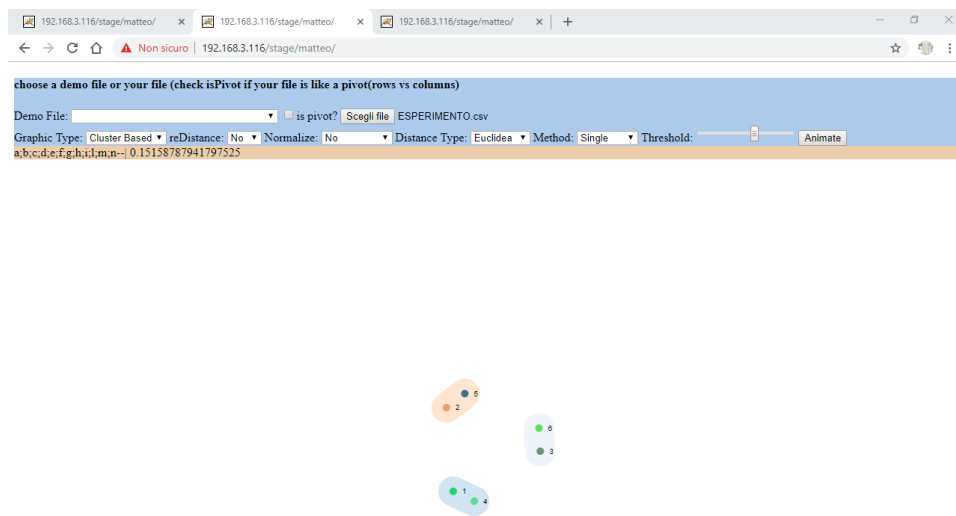 192.168.3.116/stage/matteo/ × 192.168.3.116/stage/matteo/ × 192.168.3.116/stage/matteo/ × +
Non sicuro | 192.168.3.116/stage/matteo/
choose a demo file or your file (check isPivot if your file is like a pivot(rows vs columns)
Demo File: is pivot? Scegli file ESPERIMENTO.csv
Graphic Type: Cluster Based reDistance: No Normalize: No Distance Type: Euclidea Method: Single Threshold: Animate
a;b;c;d;e;f;g;h;i;l;m;n--| 0.15158787941797525
5
2
6
3
1
4